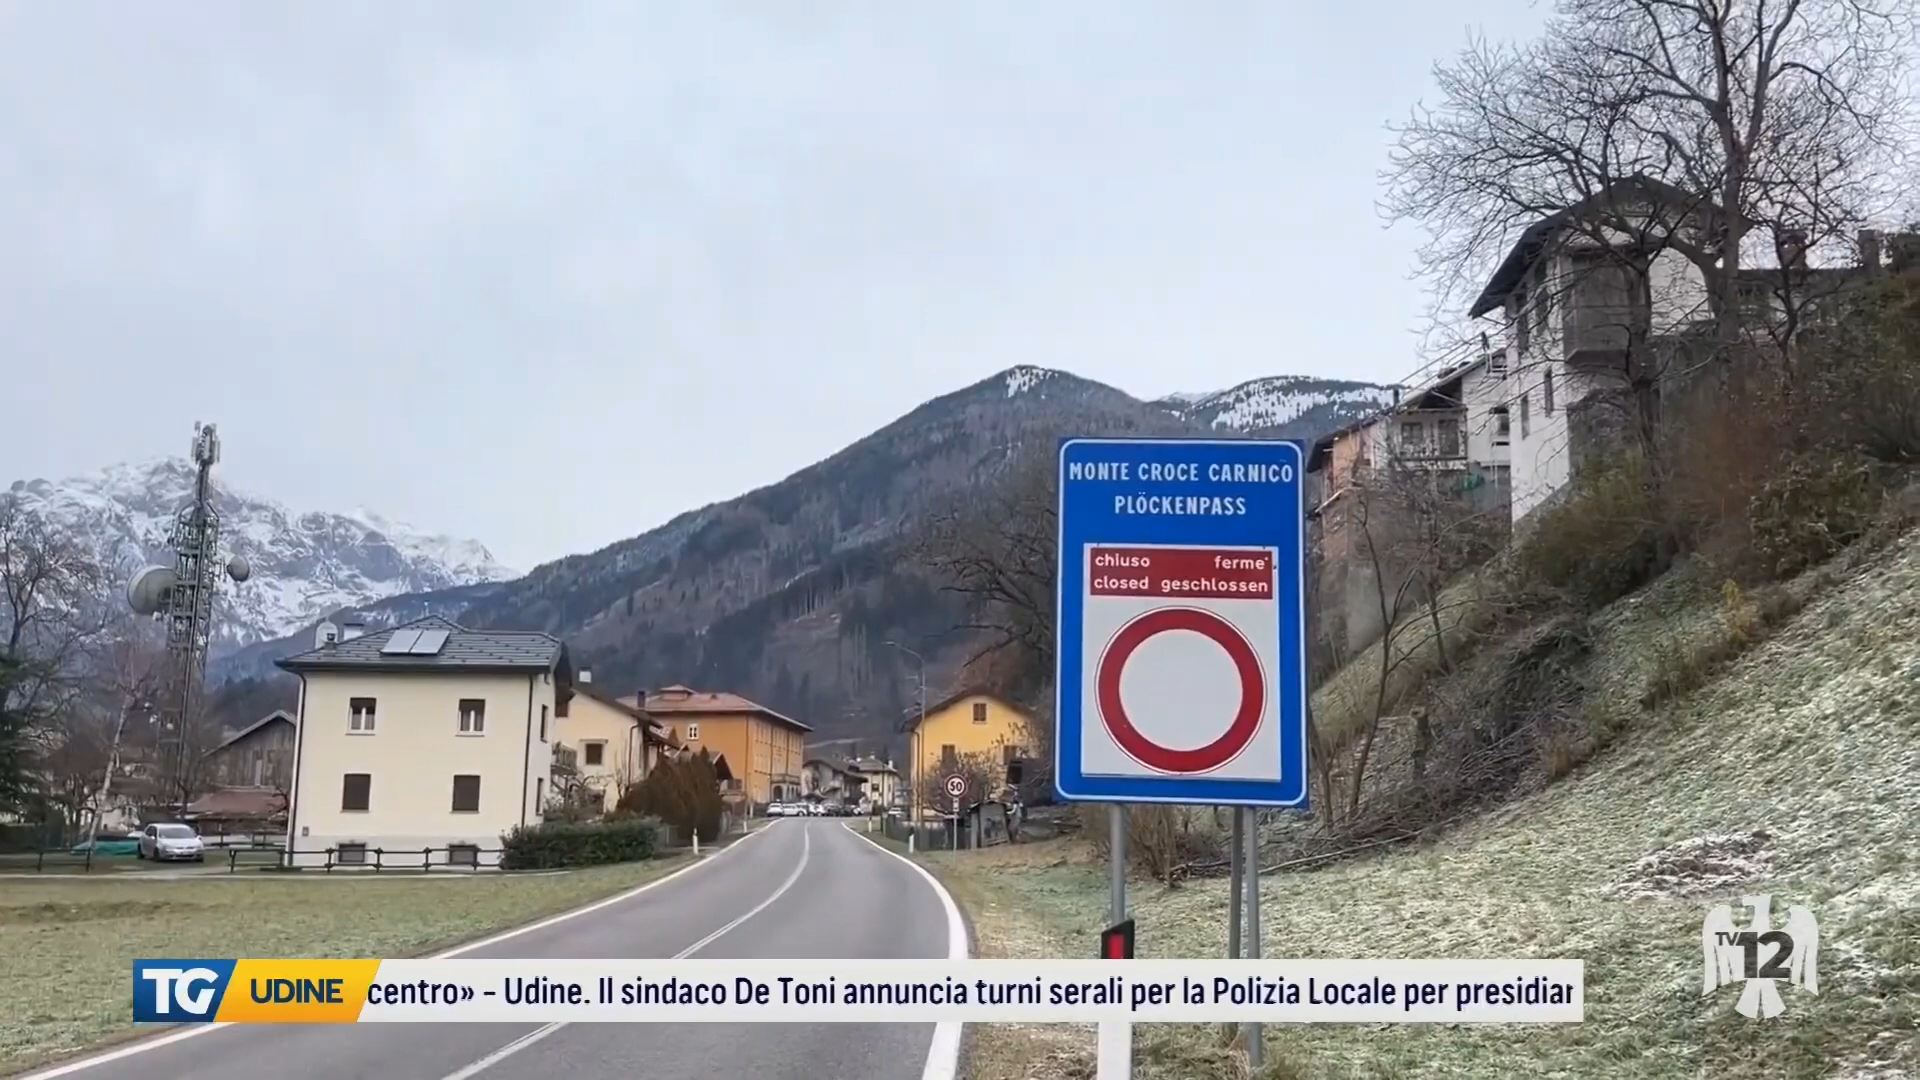 MONTE CROCE CARNICO
PLÖCKENPASS
chiuso ferme'
closed geschlossen
50
TV12
TG UDINE centro» - Udine. Il sindaco De Toni annuncia turni serali per la Polizia Locale per presidiar